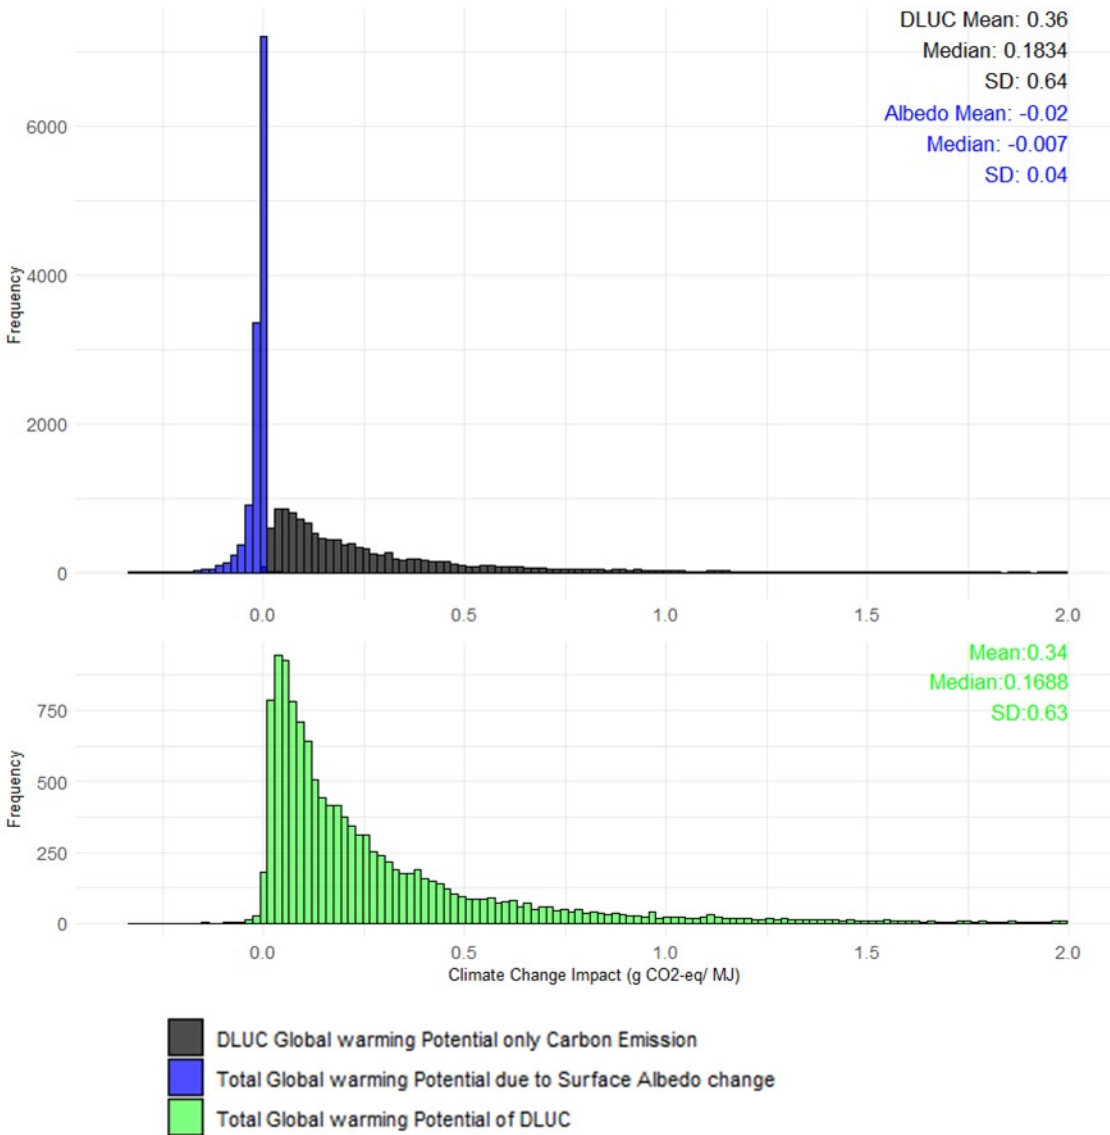 DLUC Mean: 0.36
Median: 0.1834
SD: 0.64
Albedo Mean: -0.02
Median: -0.007
SD: 0.04
6000
4000
2000
0
Frequency
0.0 0.5 1.0 1.5 2.0
Mean:0.34
Median:0.1688
SD:0.63
750
500
250
0
Frequency
0.0 0.5 1.0 1.5 2.0
Climate Change Impact (g CO2-eq/ MJ)
DLUC Global warming Potential only Carbon Emission
Total Global warming Potential due to Surface Albedo change
Total Global warming Potential of DLUC